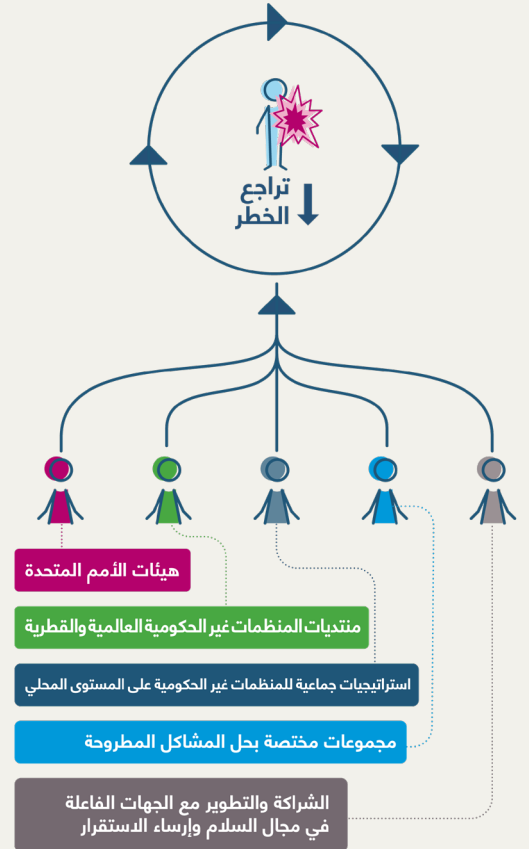 تراجع
الخطر
هيئات الأمم المتحدة
منتديات المنظمات غير الحكومية العالمية والقطرية
استراتيجيات جماعية للمنظمات غير الحكومية على المستوى المحلي
مجموعات مختصة بحل المشاكل المطروحة
الشراكة والتطوير مع الجهات الفاعلة
في مجال السلام وإرساء الاستقرار